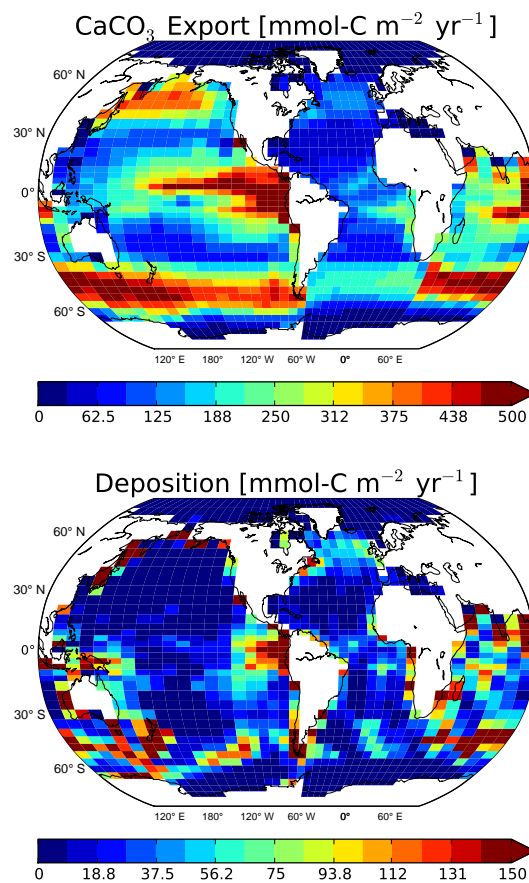 CaCO₃ Export [mmol-C m⁻² yr⁻¹]
60° N
30° N
0°
30° S
60° S
120° E 180° 120° W 60° W 0° 60° E
0 62.5 125 188 250 312 375 438 500
Deposition [mmol-C m⁻² yr⁻¹]
60° N
30° N
0°
30° S
60° S
120° E 180° 120° W 60° W 0° 60° E
0 18.8 37.5 56.2 75 93.8 112 131 150